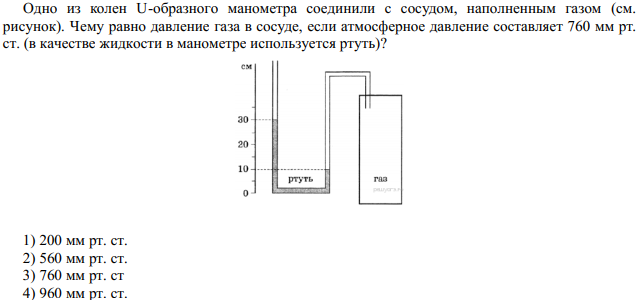 Одно из колен U-образного манометра соединили с сосудом, наполненным газом (см.
рисунок). Чему равно давление газа в сосуде, если атмосферное давление составляет 760 мм рт.
ст. (в качестве жидкости в манометре используется ртуть)?
см
30
20
10
ртуть
газ
0
1) 200 мм рт. ст.
2) 560 мм рт. ст.
3) 760 мм рт. ст
4) 960 мм рт. ст.